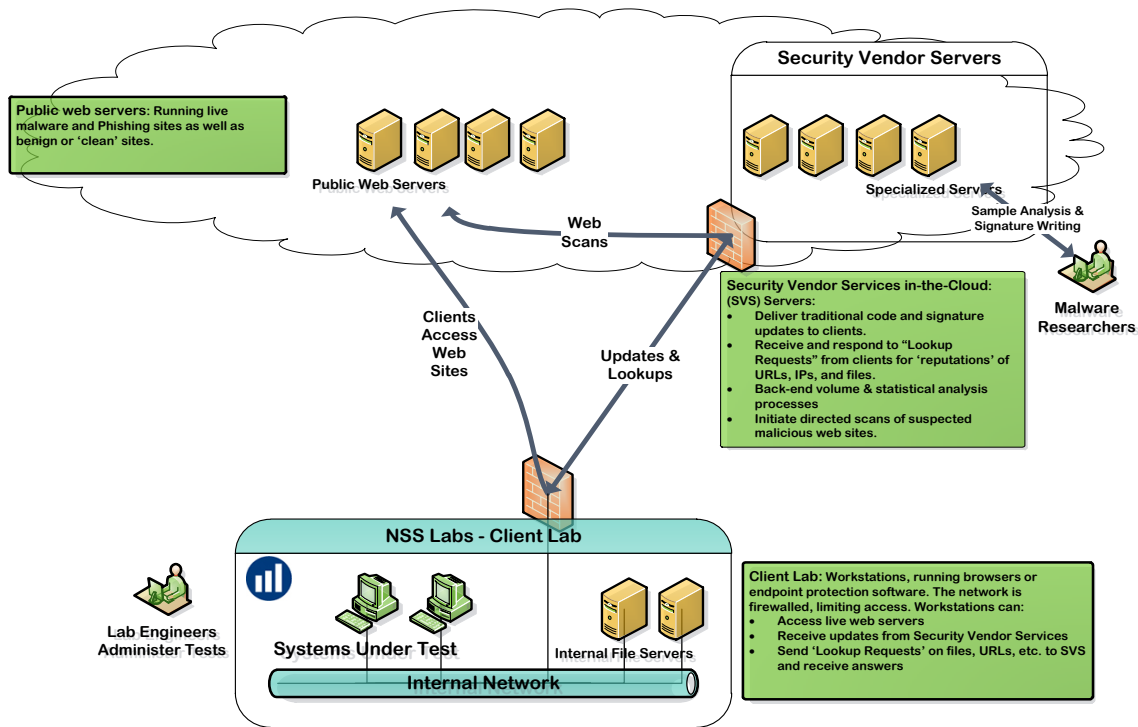 Security Vendor Servers
Public web servers: Running live
malware and Phishing sites as well as
benign or ‘clean’ sites.
Public Web Servers
Specialized Servers
Sample Analysis &
Signature Writing
Web
Scans
Malware
Researchers
Security Vendor Services in-the-Cloud:
(SVS) Servers:
• Deliver traditional code and signature
updates to clients.
• Receive and respond to “Lookup
Requests” from clients for ‘reputations’ of
URLs, IPs, and files.
• Back-end volume & statistical analysis
processes
• Initiate directed scans of suspected
malicious web sites.
Clients
Access
Web
Sites
Updates &
Lookups
NSS Labs - Client Lab
Lab Engineers
Administer Tests
Systems Under Test
Internal File Servers
Internal Network
Client Lab: Workstations, running browsers or
endpoint protection software. The network is
firewalled, limiting access. Workstations can:
• Access live web servers
• Receive updates from Security Vendor Services
• Send ‘Lookup Requests’ on files, URLs, etc. to SVS
and receive answers